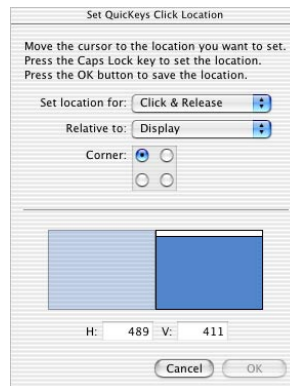 Set QuicKeys Click Location
Move the cursor to the location you want to set.
Press the Caps Lock key to set the location.
Press the OK button to save the location.
Set location for: Click & Release
Relative to: Display
Corner:
H: 489 V: 411
Cancel OK